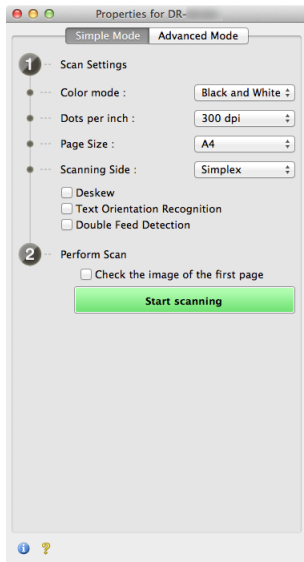 Properties for DR-
Simple Mode Advanced Mode
1 Scan Settings
Color mode : Black and White
Dots per inch : 300 dpi
Page Size : A4
Scanning Side : Simplex
Deskew
Text Orientation Recognition
Double Feed Detection
2 Perform Scan
Check the image of the first page
Start scanning